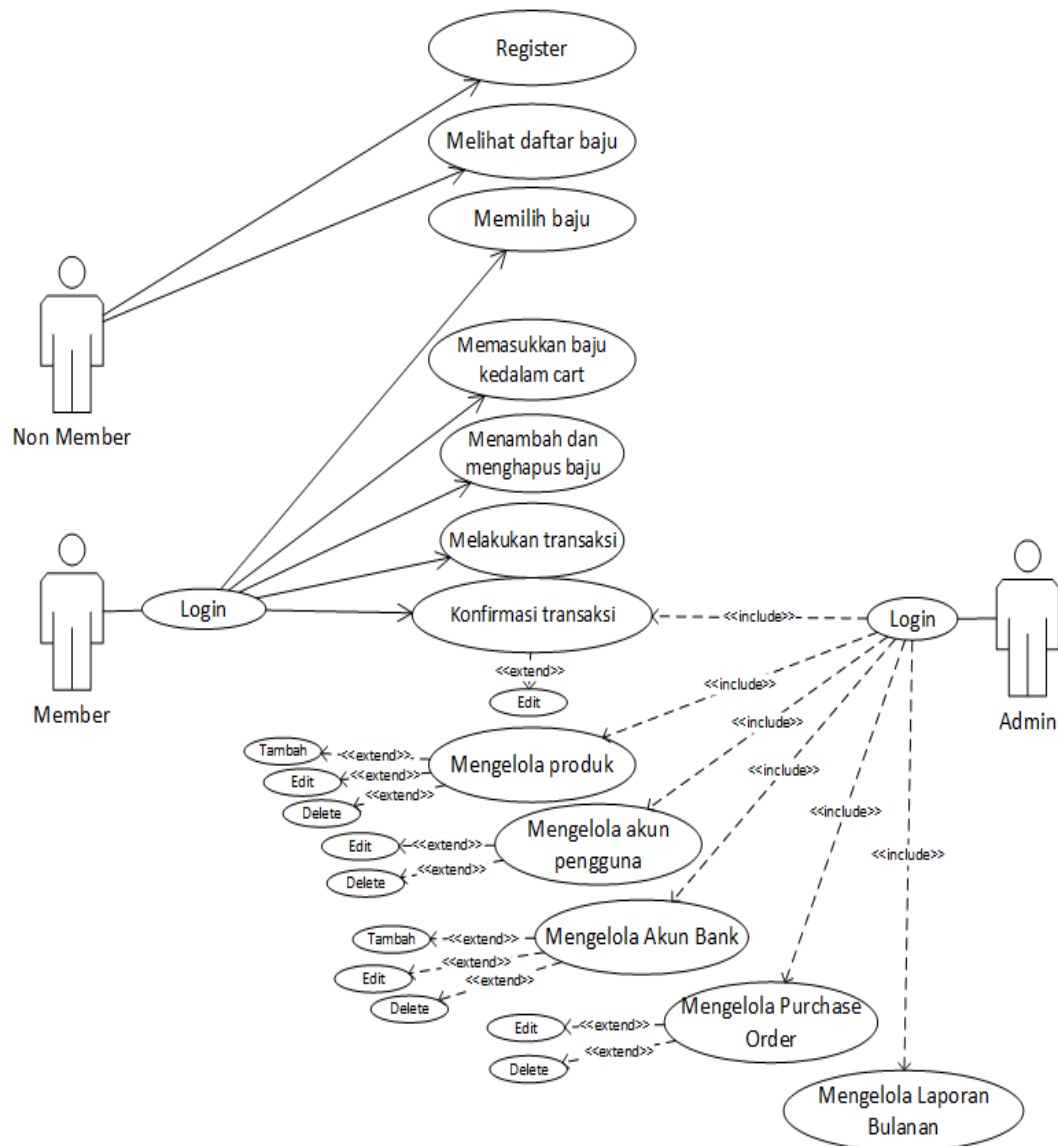 Register
Melihat daftar baju
Memilih baju
Non Member
Memasukkan baju
kedalam cart
Menambah dan
menghapus baju
Melakukan transaksi
Member
Login
Konfirmasi transaksi
<<include>>
Login
Admin
<<extend>>
Edit
<<include>>
<<include>>
<<include>>
<<include>>
<<include>>
Mengelola produk
<<extend>>
Tambah
<<extend>>
Edit
<<extend>>
Delete
Mengelola akun
pengguna
<<extend>>
Edit
<<extend>>
Delete
Mengelola Akun Bank
<<extend>>
Tambah
<<extend>>
Edit
<<extend>>
Delete
Mengelola Purchase
Order
<<extend>>
Edit
<<extend>>
Delete
Mengelola Laporan
Bulanan